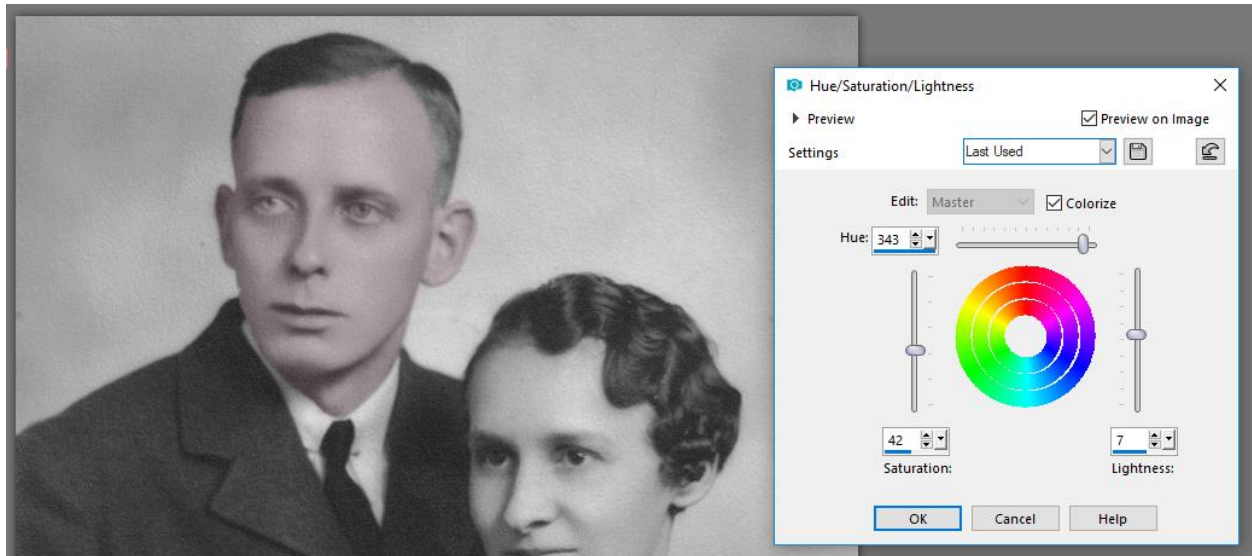 Hue/Saturation/Lightness
Preview
Preview on Image
Settings
Last Used
Edit: Master
Colorize
Hue: 343
42
7
Saturation:
Lightness:
OK
Cancel
Help